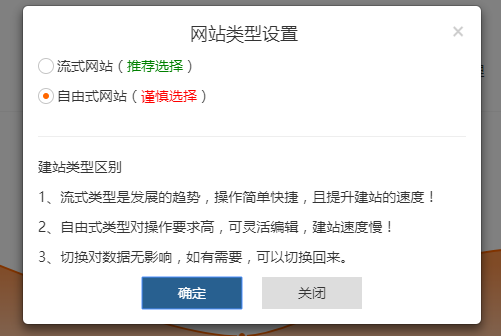 网站类型设置
×
流式网站（推荐选择）
自由式网站（谨慎选择）
建站类型区别
1、流式类型是发展的趋势，操作简单快捷，且提升建站的速度！
2、自由式类型对操作要求高，可灵活编辑，建站速度慢！
3、切换对数据无影响，如有需要，可以切换回来。
确定 关闭